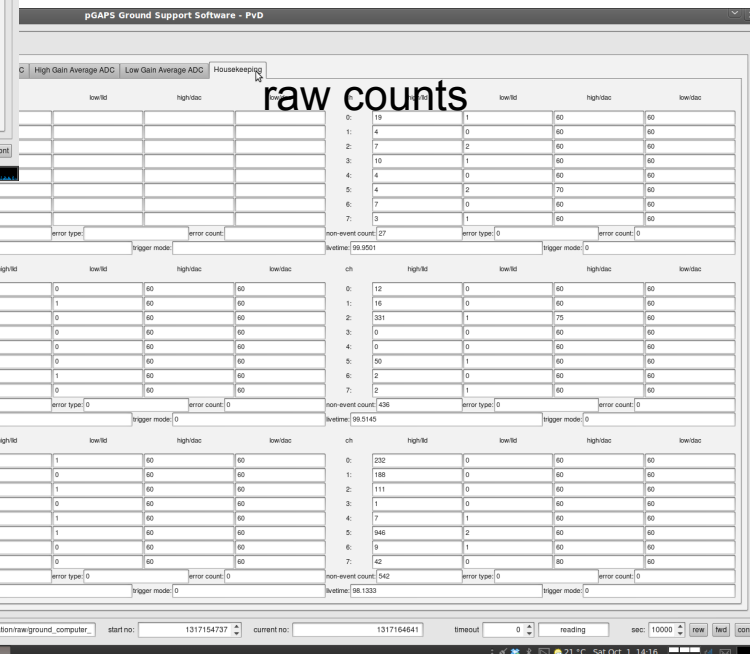 pGAPS Ground Support Software - PvD
C High Gain Average ADC Low Gain Average ADC Housekeeping
raw counts
low/lld high/dac ch low/lld high/dac low/dac
0: 19 1 60 60
1: 4 0 60 60
2: 7 2 60 60
3: 10 1 60 60
4: 4 0 60 60
5: 4 2 70 60
6: 7 0 60 60
7: 3 1 60 60
error type: error count: non-event count: 27 error type: 0 error count: 0
trigger mode: livetime: 99.9501 trigger mode: 0
high/lld low/lld high/dac low/dac ch high/lld low/lld high/dac low/dac
0 60 60 0: 12 0 60 60
1 60 60 1: 16 0 60 60
0 60 60 2: 331 1 75 60
0 60 60 3: 0 0 60 60
0 60 60 4: 0 0 60 60
0 60 60 5: 50 1 60 60
1 60 60 6: 2 0 60 60
0 60 60 7: 2 1 60 60
error type: 0 error count: 0 non-event count: 436 error type: 0 error count: 0
trigger mode: 0 livetime: 99.5145 trigger mode: 0
high/lld low/lld high/dac low/dac ch high/lld low/lld high/dac low/dac
1 60 60 0: 232 0 60 60
0 60 60 1: 188 0 60 60
1 60 60 2: 111 0 60 60
0 60 60 3: 1 0 60 60
1 60 60 4: 7 1 60 60
1 60 60 5: 946 2 60 60
0 60 60 6: 9 1 60 60
0 60 60 7: 42 0 80 60
error type: 0 error count: 0 non-event count: 542 error type: 0 error count: 0
trigger mode: 0 livetime: 98.1333 trigger mode: 0
ation/raw/ground_computer_ start no: 1317154737 current no: 1317164641 timeout 0 reading sec: 10000 rew fwd con
21 °C Sat Oct 1, 14:16